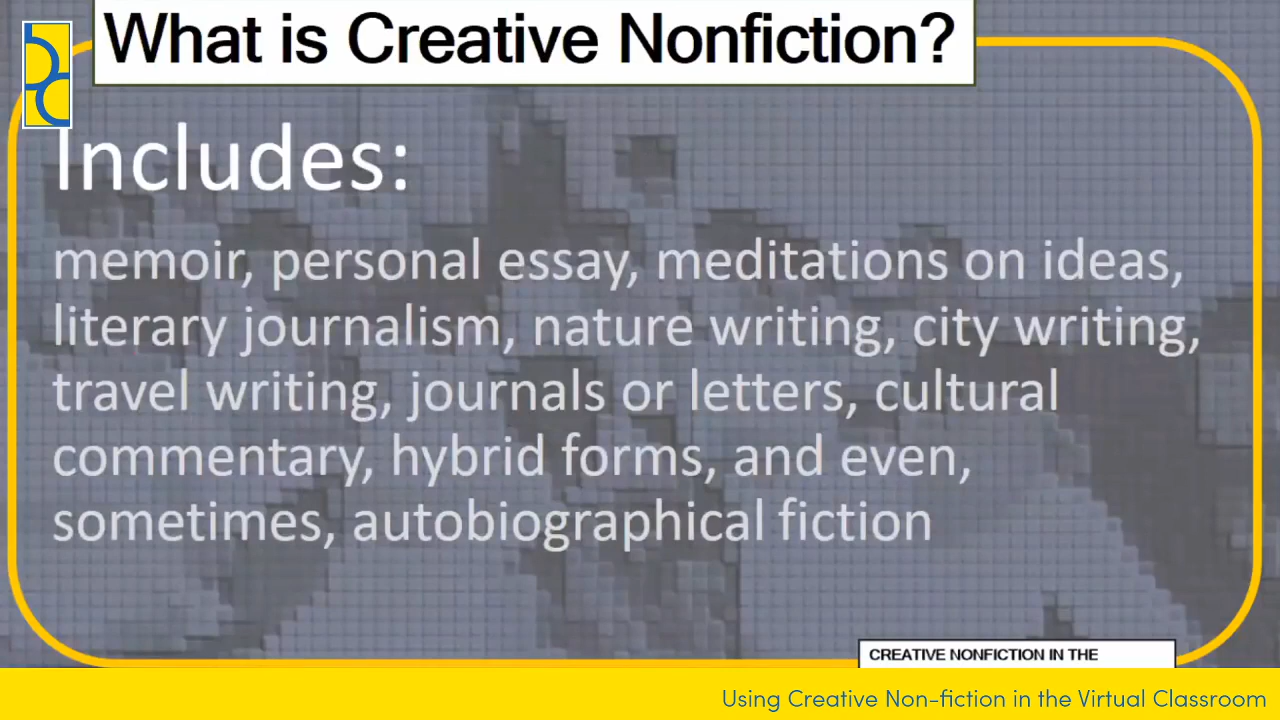 What is Creative Nonfiction?
Includes:
memoir, personal essay, meditations on ideas,
literary journalism, nature writing, city writing,
travel writing, journals or letters, cultural
commentary, hybrid forms, and even,
sometimes, autobiographical fiction
CREATIVE NONFICTION IN THE
Using Creative Non-fiction in the Virtual Classroom